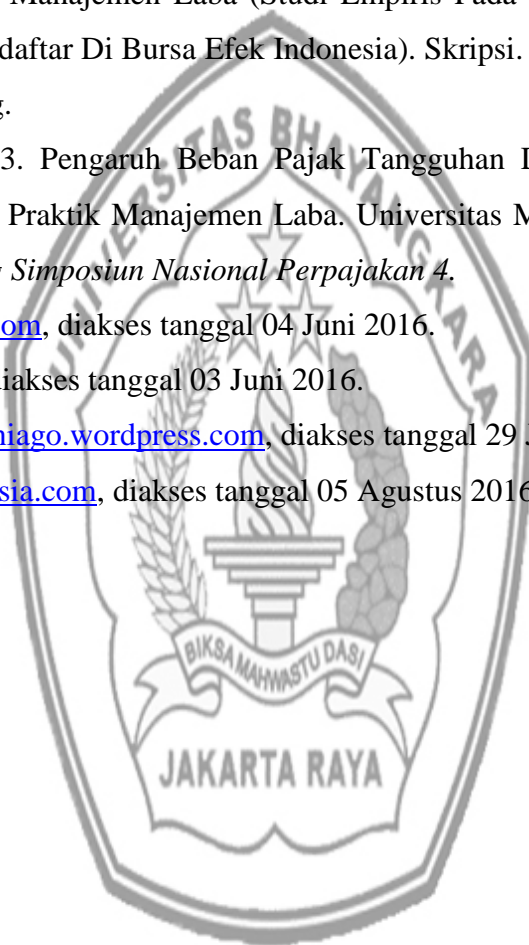 Manajemen Laba (Studi Empiris Pada
daftar Di Bursa Efek Indonesia). Skripsi.
g.
3. Pengaruh Beban Pajak Tangguhan
Praktik Manajemen Laba. Universitas
Simposiun Nasional Perpajakan 4.
om, diakses tanggal 04 Juni 2016.
diakses tanggal 03 Juni 2016.
niago.wordpress.com, diakses tanggal 29
sia.com, diakses tanggal 05 Agustus 2016
UNIVERSITAS BHAYANGKARA
BIKSA MAHWASTU DASI
JAKARTA RAYA